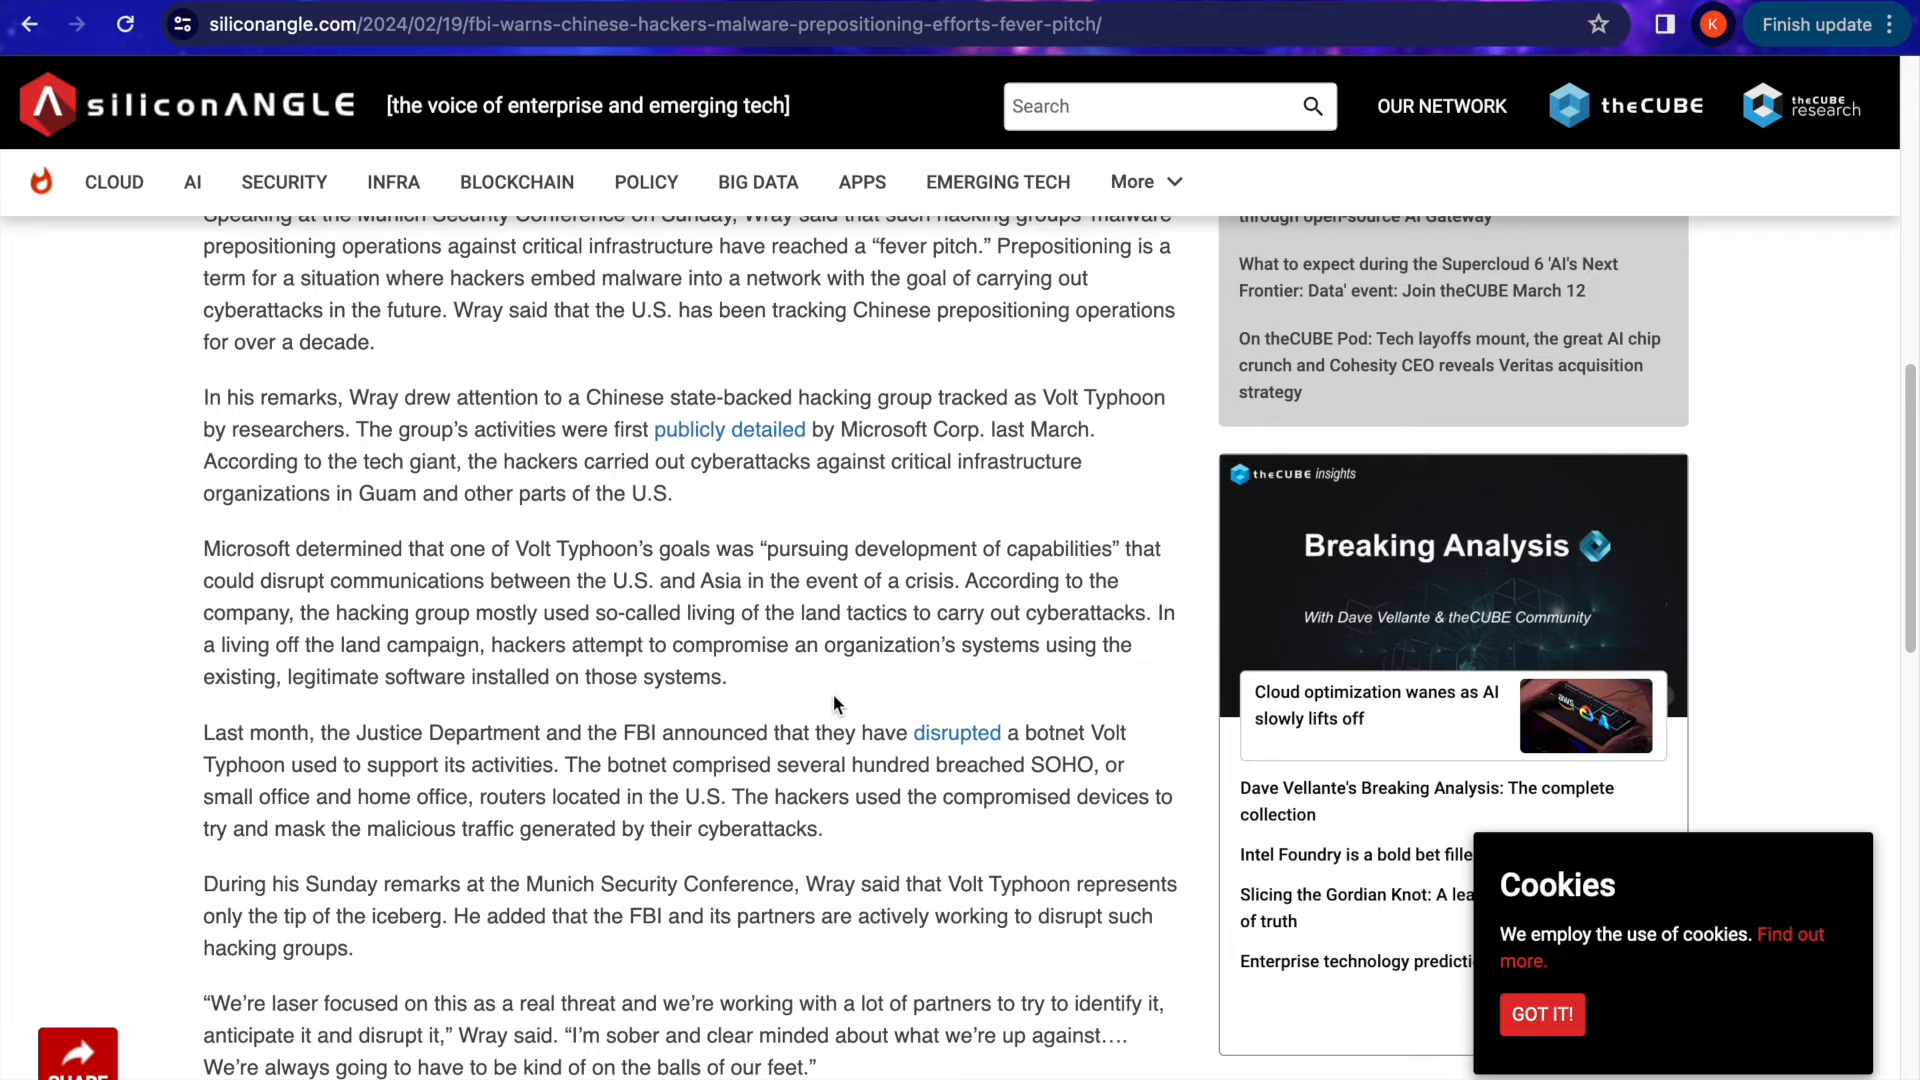 siliconangle.com/2024/02/19/fbi-warns-chinese-hackers-malware-prepositioning-efforts-fever-pitch/
K
Finish update
siliconANGLE
[the voice of enterprise and emerging tech]
Search
OUR NETWORK
theCUBE
theCUBE research
CLOUD
AI
SECURITY
INFRA
BLOCKCHAIN
POLICY
BIG DATA
APPS
EMERGING TECH
More
Speaking at the Munich Security Conference on Sunday, Wray said that such hacking groups' malware
prepositioning operations against critical infrastructure have reached a “fever pitch.” Prepositioning is a
term for a situation where hackers embed malware into a network with the goal of carrying out
cyberattacks in the future. Wray said that the U.S. has been tracking Chinese prepositioning operations
for over a decade.
In his remarks, Wray drew attention to a Chinese state-backed hacking group tracked as Volt Typhoon
by researchers. The group’s activities were first publicly detailed by Microsoft Corp. last March.
According to the tech giant, the hackers carried out cyberattacks against critical infrastructure
organizations in Guam and other parts of the U.S.
Microsoft determined that one of Volt Typhoon’s goals was “pursuing development of capabilities” that
could disrupt communications between the U.S. and Asia in the event of a crisis. According to the
company, the hacking group mostly used so-called living of the land tactics to carry out cyberattacks. In
a living off the land campaign, hackers attempt to compromise an organization’s systems using the
existing, legitimate software installed on those systems.
Last month, the Justice Department and the FBI announced that they have disrupted a botnet Volt
Typhoon used to support its activities. The botnet comprised several hundred breached SOHO, or
small office and home office, routers located in the U.S. The hackers used the compromised devices to
try and mask the malicious traffic generated by their cyberattacks.
During his Sunday remarks at the Munich Security Conference, Wray said that Volt Typhoon represents
only the tip of the iceberg. He added that the FBI and its partners are actively working to disrupt such
hacking groups.
“We’re laser focused on this as a real threat and we’re working with a lot of partners to try to identify it,
anticipate it and disrupt it,” Wray said. “I’m sober and clear minded about what we’re up against….
We’re always going to have to be kind of on the balls of our feet.”
SHARE
through open-source AI Gateway
What to expect during the Supercloud 6 'AI's Next
Frontier: Data' event: Join theCUBE March 12
On theCUBE Pod: Tech layoffs mount, the great AI chip
crunch and Cohesity CEO reveals Veritas acquisition
strategy
theCUBE insights
Breaking Analysis
With Dave Vellante & theCUBE Community
Cloud optimization wanes as AI
slowly lifts off
aws
Dave Vellante's Breaking Analysis: The complete
collection
Intel Foundry is a bold bet fille
Slicing the Gordian Knot: A lea
of truth
Enterprise technology predicti
Cookies
We employ the use of cookies. Find out
more.
GOT IT!